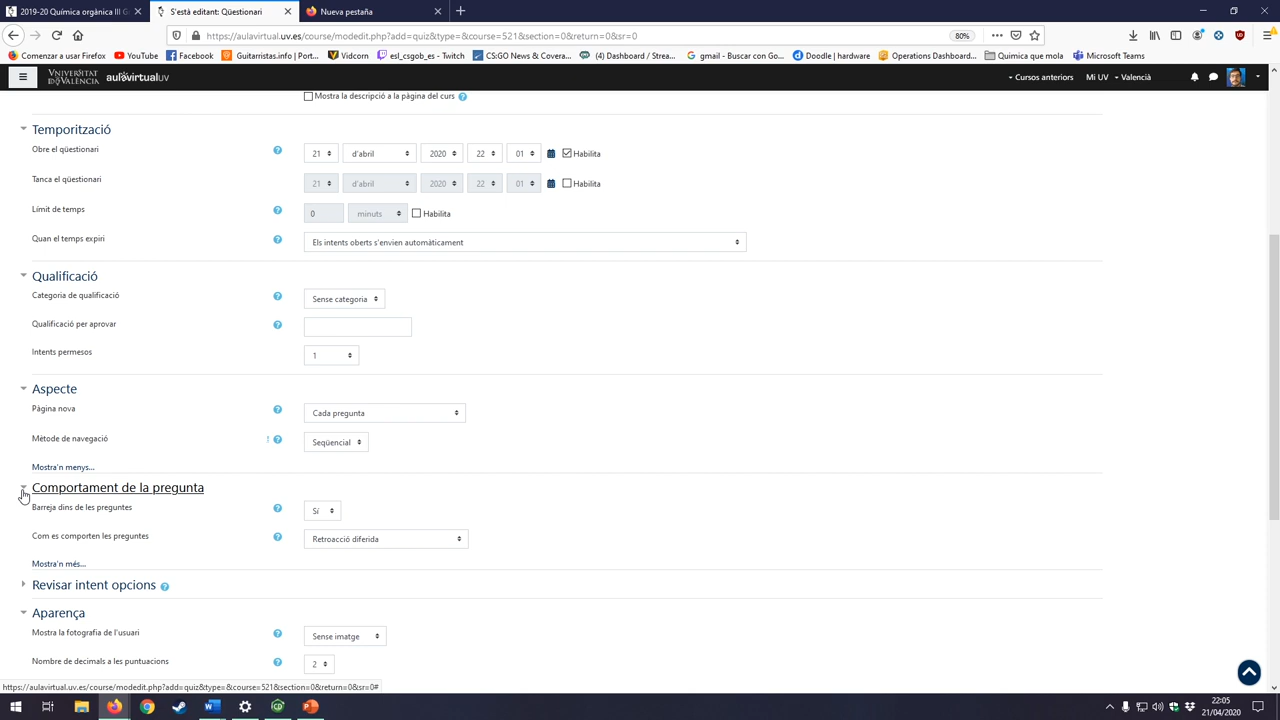 2019-20 Química orgànica III G
S'està editant: Qüestionari
Nueva pestaña
https://aulavirtual.uv.es/course/modedit.php?add=quiz&type=&course=521&section=0&return=0&sr=0
80%
Comenzar a usar Firefox
YouTube
Facebook
Guitarristas.info | Port...
Vidcorn
esl_csgob_es - Twitch
CS:GO News & Covera...
(4) Dashboard / Strea...
gmail - Buscar con Go...
Doodle | hardware
Operations Dashboard...
Quimica que mola
Microsoft Teams
VNIVERSITAT
DE VALÈNCIA
aulavirtualuv
Cursos anteriors
Mi UV
Valencià
Mostra la descripció a la pàgina del curs
Temporització
Obre el qüestionari
21
d'abril
2020
22
01
Habilita
Tanca el qüestionari
21
d'abril
2020
22
01
Habilita
Límit de temps
0
minuts
Habilita
Quan el temps expiri
Els intents oberts s'envien automàticament
Qualificació
Categoria de qualificació
Sense categoria
Qualificació per aprovar
Intents permesos
1
Aspecte
Pàgina nova
Cada pregunta
Mètode de navegació
Seqüencial
Mostra'n menys...
Comportament de la pregunta
Barreja dins de les preguntes
Sí
Com es comporten les preguntes
Retroacció diferida
Mostra'n més...
Revisar intent opcions
Aparença
Mostra la fotografia de l'usuari
Sense imatge
Nombre de decimals a les puntuacions
2
https://aulavirtual.uv.es/course/modedit.php?add=quiz&type=&course=521&section=0&return=0&sr=0#
22:05
21/04/2020